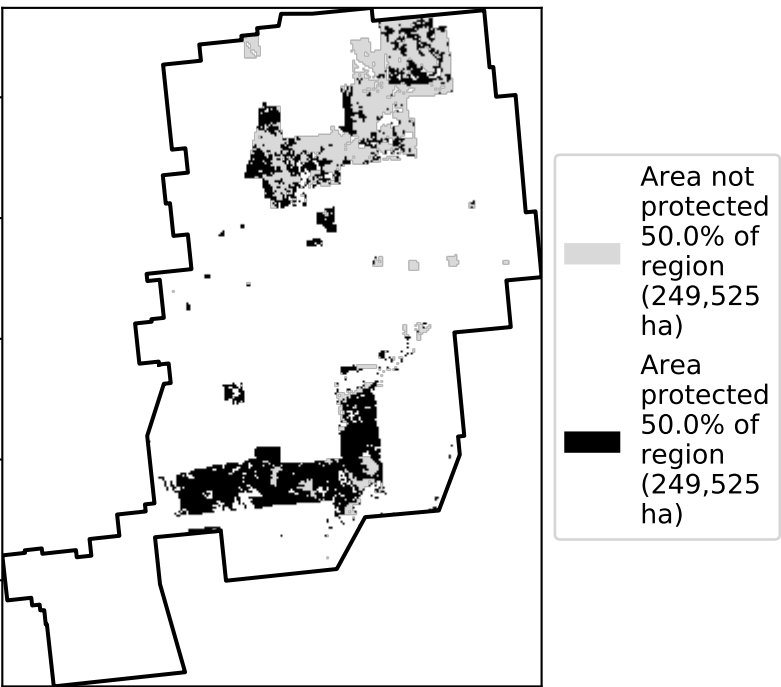 Area not
protected
50.0% of
region
(249,525
ha)
Area
protected
50.0% of
region
(249,525
ha)